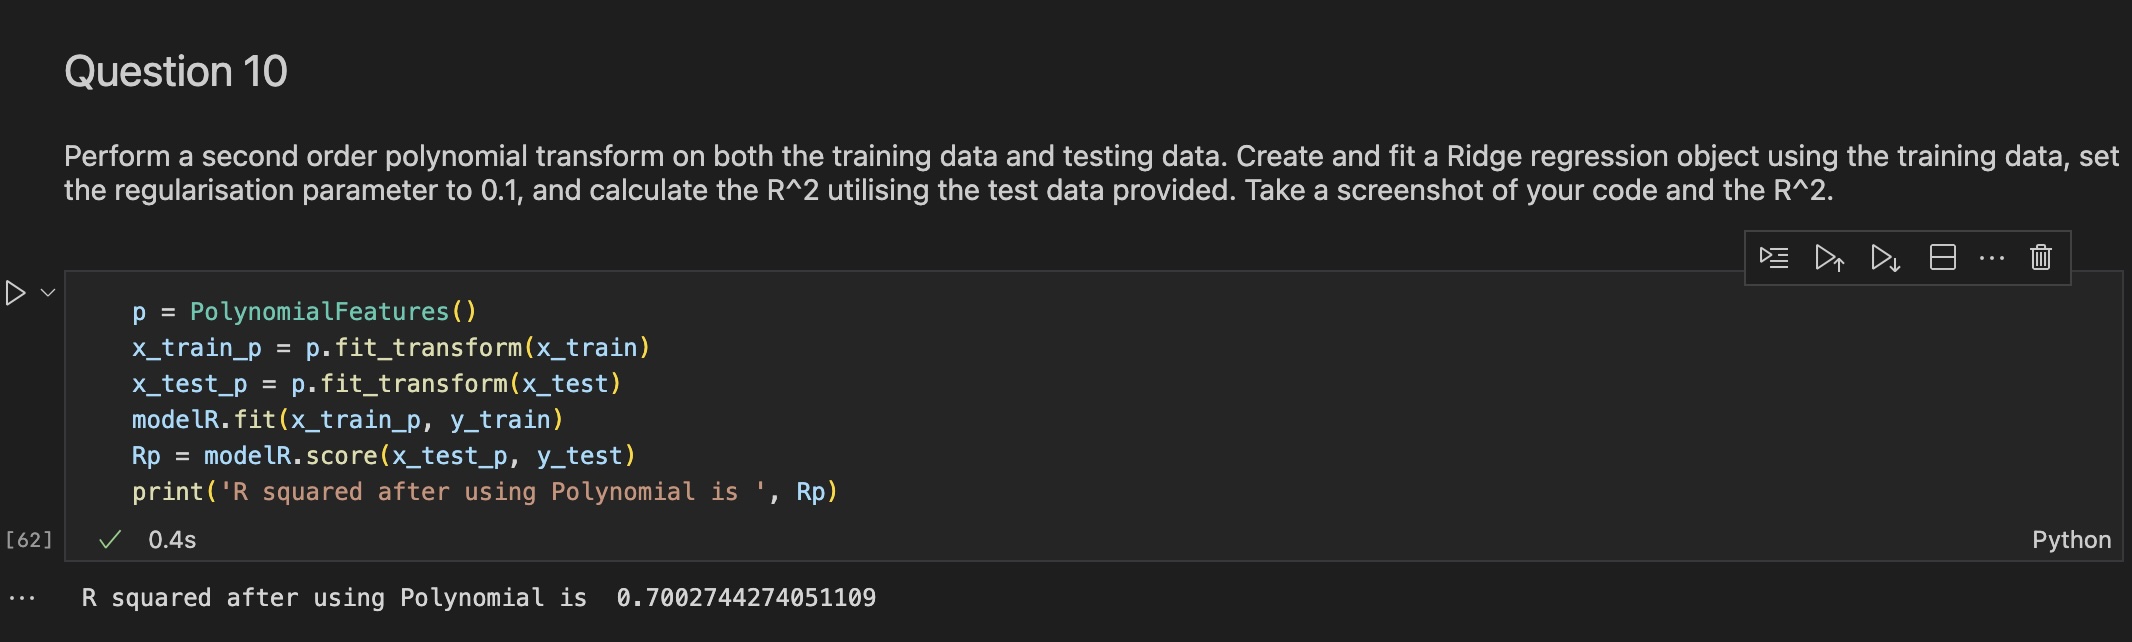 Question 10
Perform a second order polynomial transform on both the training data and testing data. Create and fit a Ridge regression object using the training data, set
the regularisation parameter to 0.1, and calculate the R^2 utilising the test data provided. Take a screenshot of your code and the R^2.
p = PolynomialFeatures()
x_train_p = p.fit_transform(x_train)
x_test_p = p.fit_transform(x_test)
modelR.fit(x_train_p, y_train)
Rp = modelR.score(x_test_p, y_test)
print('R squared after using Polynomial is ', Rp)
[62] 0.4s Python
R squared after using Polynomial is  0.7002744274051109